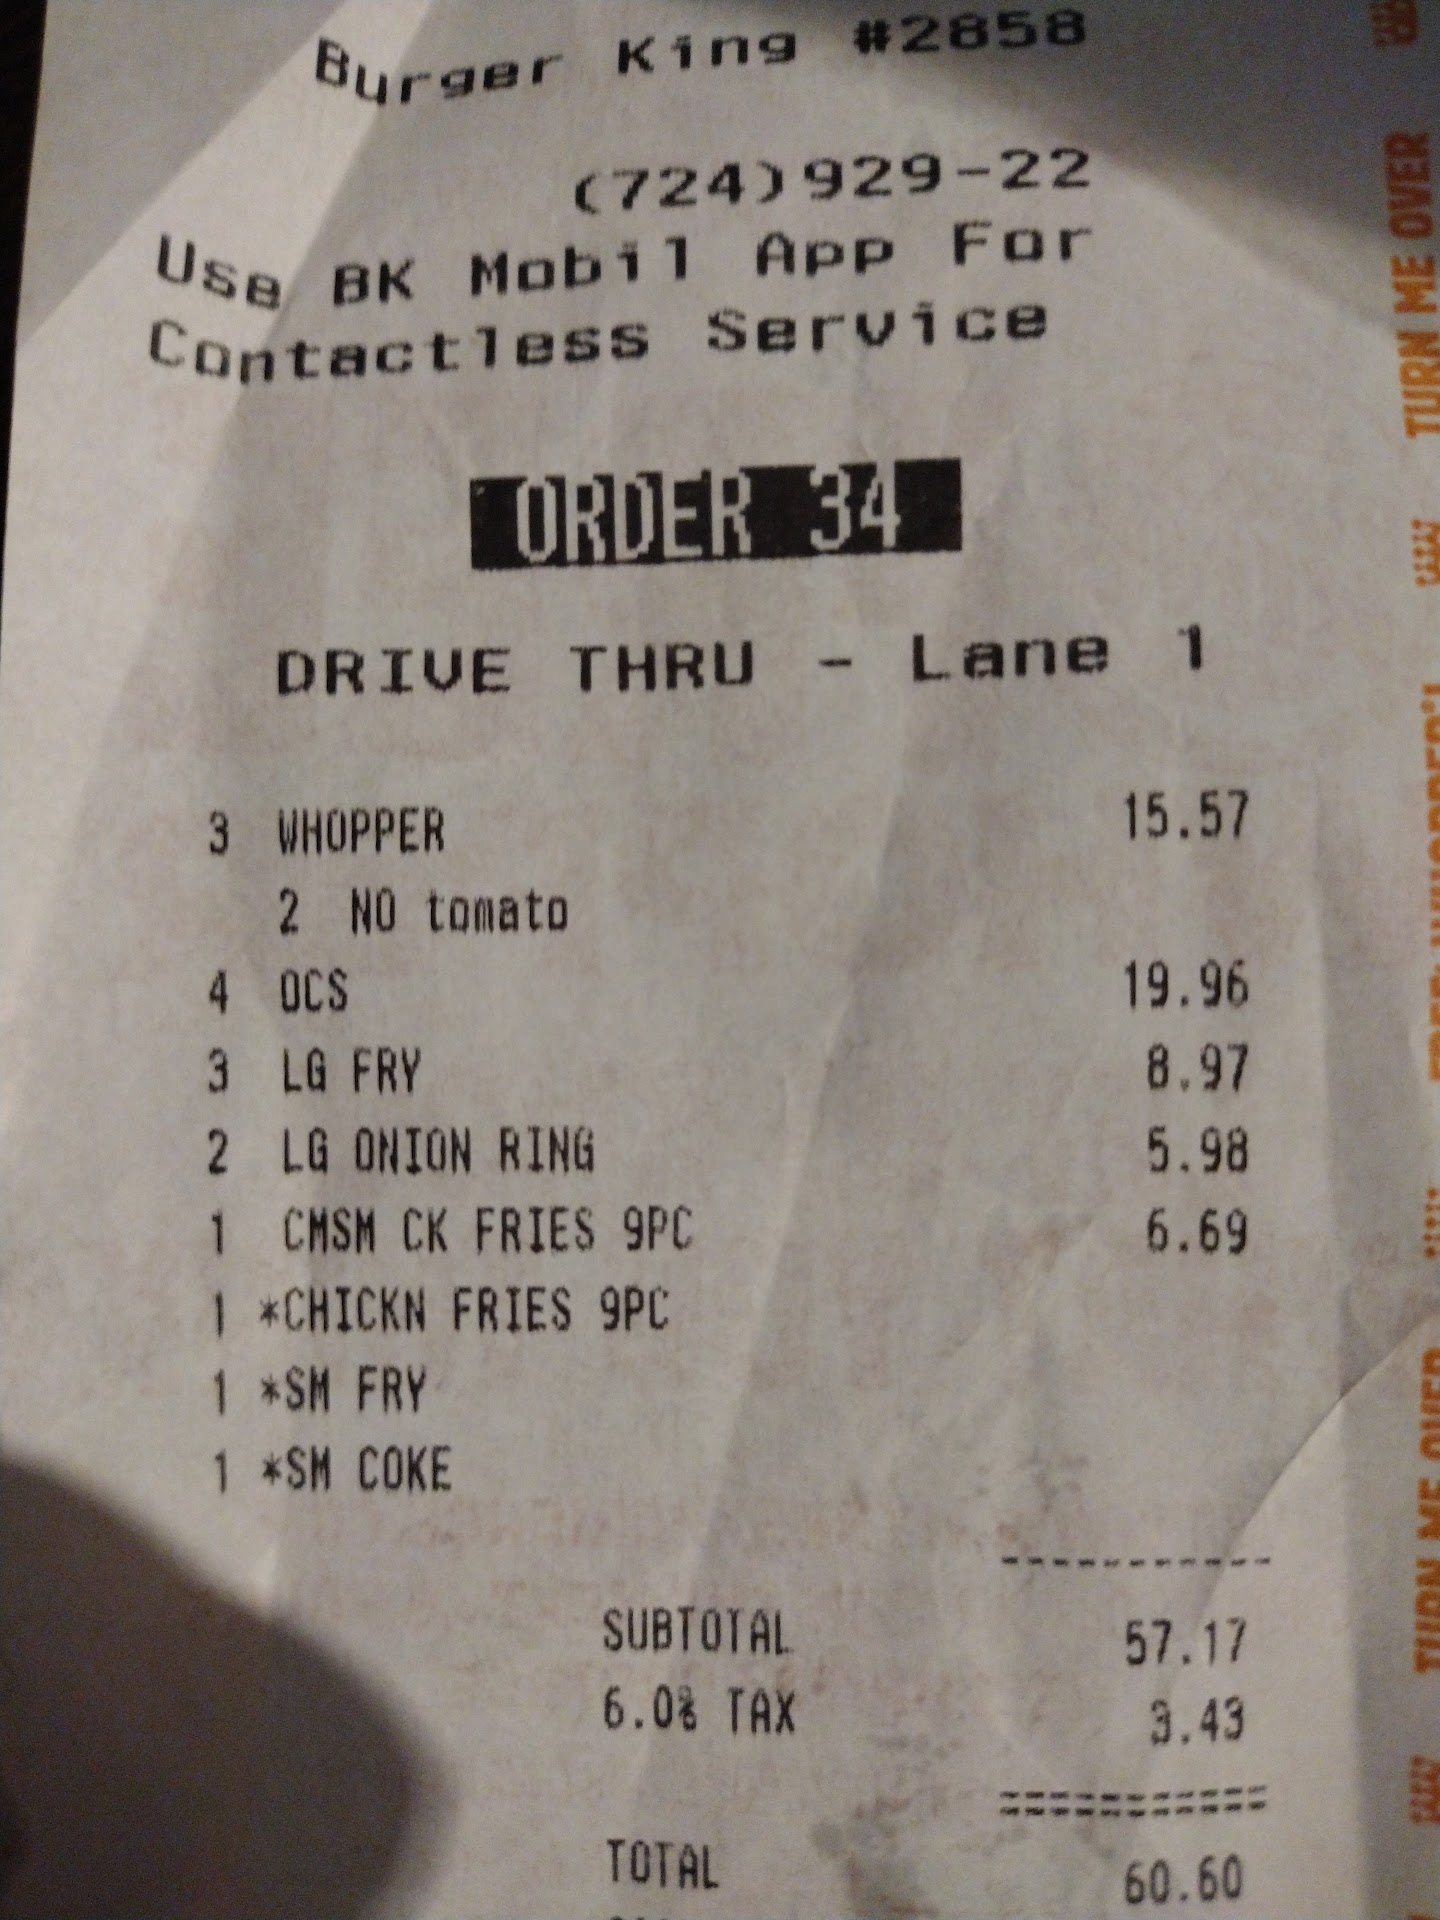 Burger King #2858
(724)929-22
Use BK Mobil App For
Contactless Service
ORDER 34
DRIVE THRU - Lane 1
3 WHOPPER 15.57
2 NO tomato
4 OCS 19.96
3 LG FRY 8.97
2 LG ONION RING 5.98
1 CMSM CK FRIES 9PC 6.69
1 *CHICKN FRIES 9PC
1 *SM FRY
1 *SM COKE
SUBTOTAL 57.17
6.0% TAX 3.43
TOTAL 60.60
TURN ME OVER
TURN ME OVER